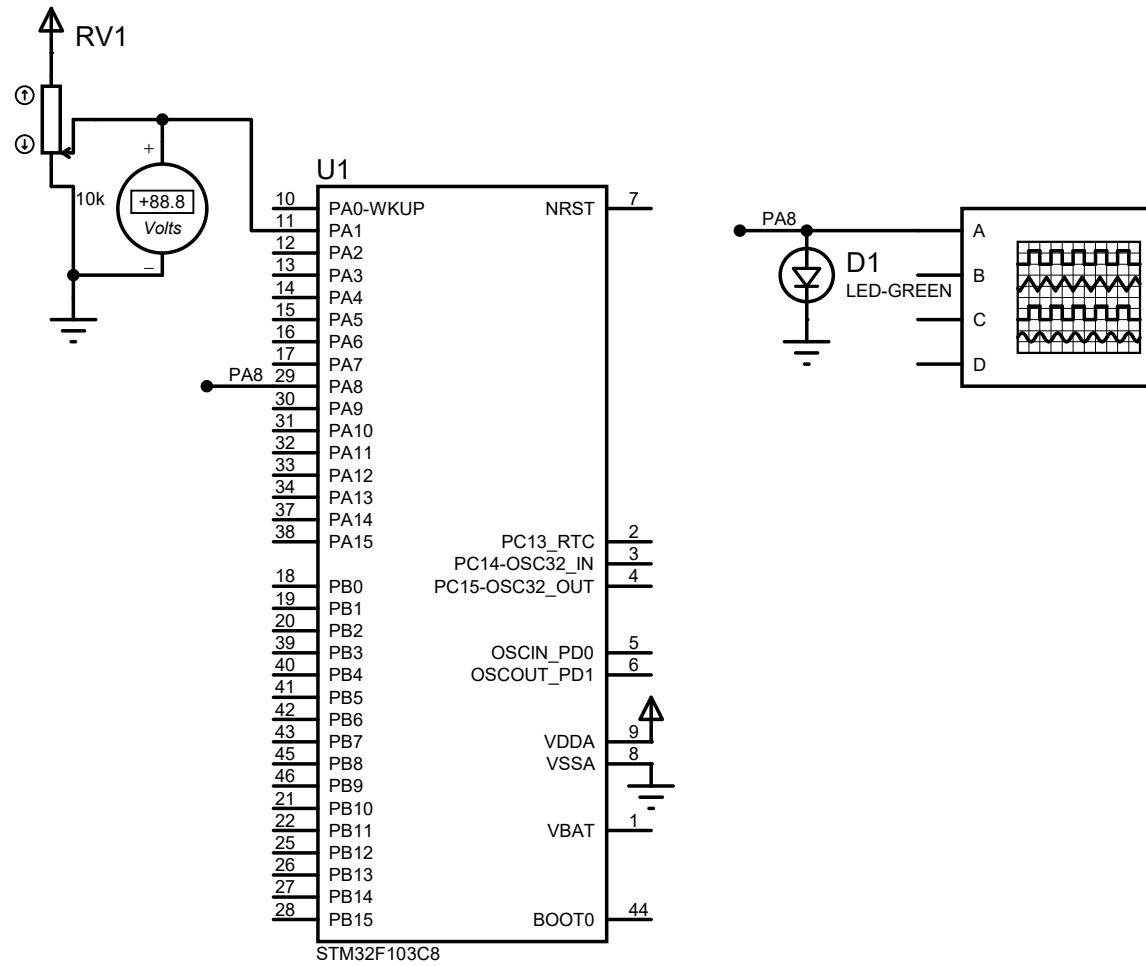 RV1
10k
+
+88.8
Volts
−
U1
10 PA0-WKUP NRST 7
11 PA1
12 PA2
13 PA3
14 PA4
15 PA5
16 PA6
17 PA7
PA8 29 PA8
30 PA9
31 PA10
32 PA11
33 PA12
34 PA13
37 PA14
38 PA15 PC13_RTC 2
PC14-OSC32_IN 3
18 PB0 PC15-OSC32_OUT 4
19 PB1
20 PB2
39 PB3 OSCIN_PD0 5
40 PB4 OSCOUT_PD1 6
41 PB5
42 PB6
43 PB7 VDDA 9
45 PB8 VSSA 8
46 PB9
21 PB10
22 PB11 VBAT 1
25 PB12
26 PB13
27 PB14
28 PB15 BOOT0 44
STM32F103C8
PA8
D1
LED-GREEN
A
B
C
D